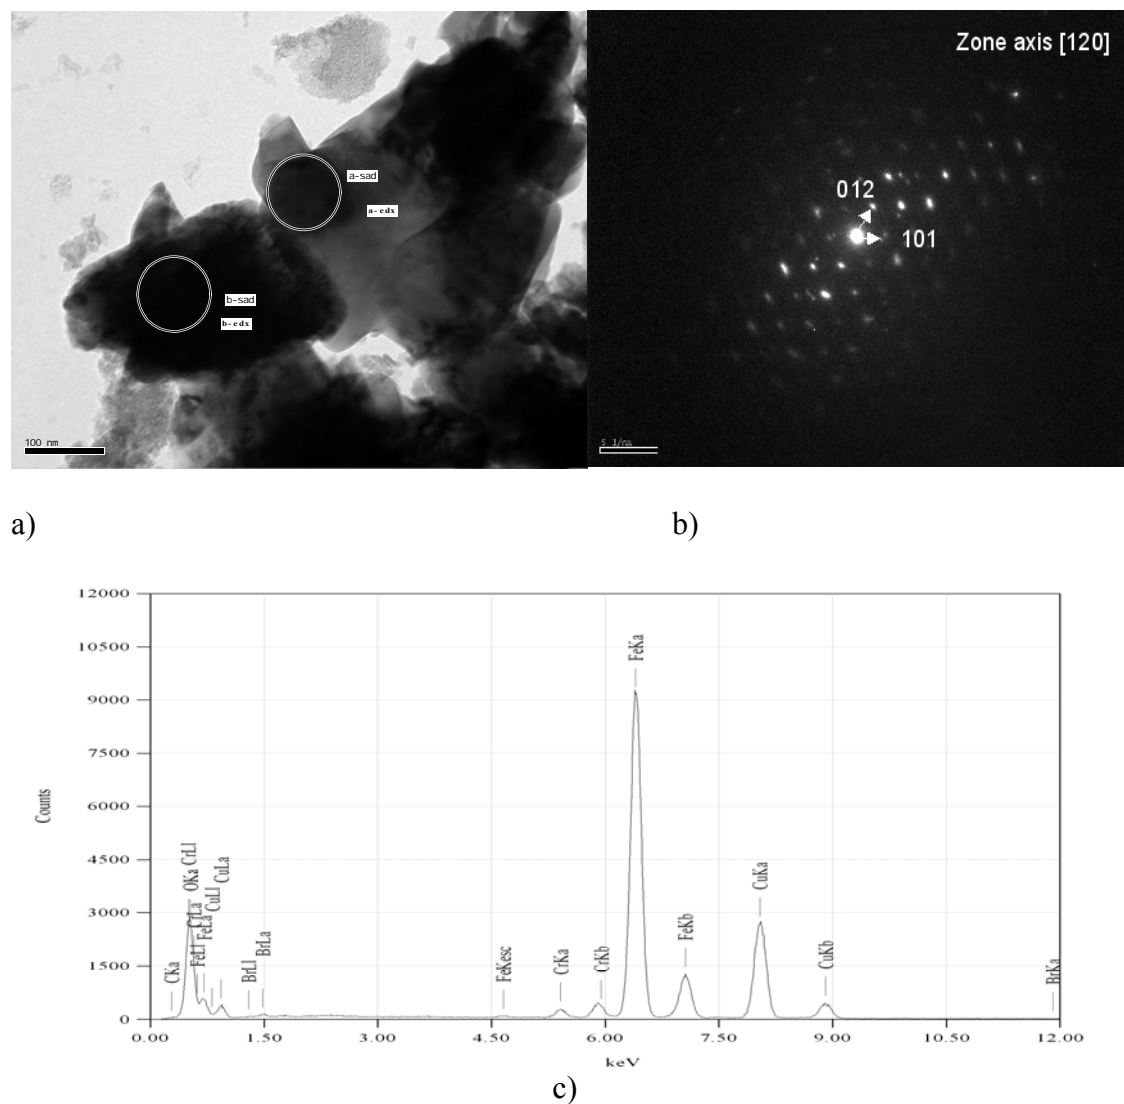 Zone axis [120]
a-sad
a-edx
b-sad
b-edx
100 nm
012
101
5 1/nm
a)
b)
12000
10500
9000
7500
6000
4500
3000
1500
0
Counts
CKa
OKa CrLl
CrLa
FeLl
FeLa
CuLl
CuLa
BrLl
BrLa
FeKesc
CrKa
CrKb
FeKa
FeKb
CuKa
CuKb
BrKa
0.00 1.50 3.00 4.50 6.00 7.50 9.00 10.50 12.00
keV
c)